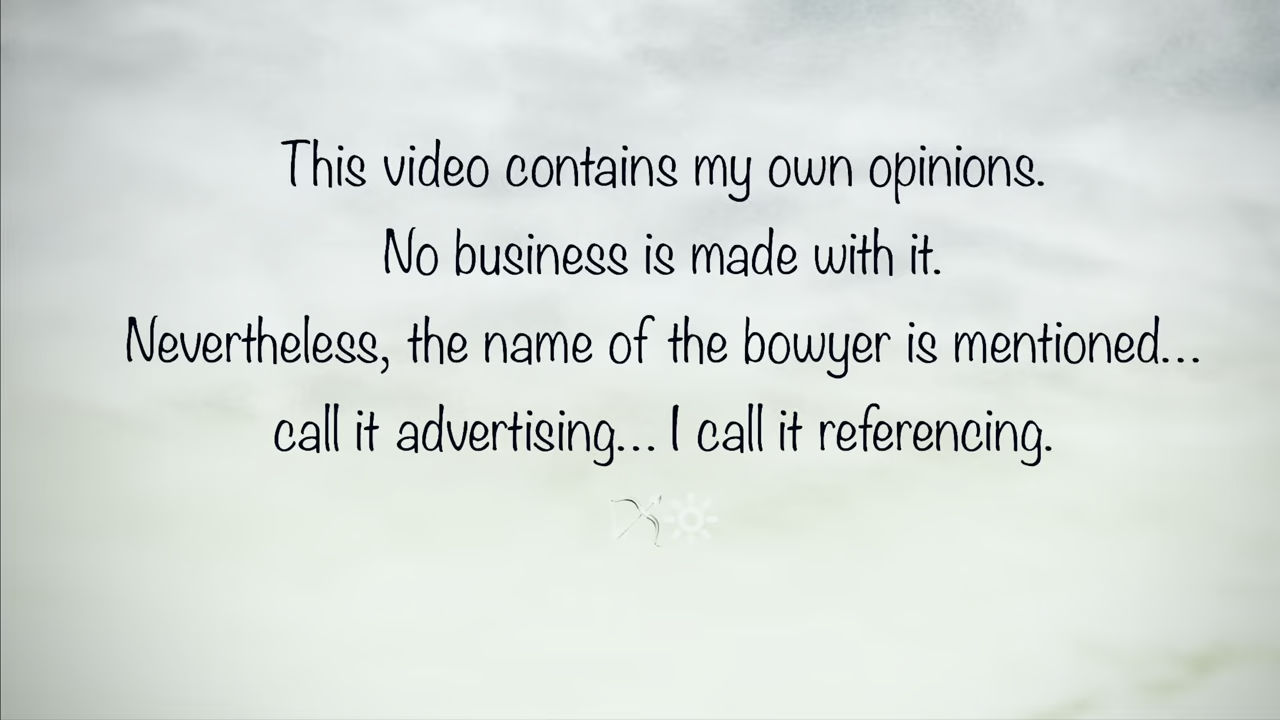 This video contains my own opinions.
No business is made with it.
Nevertheless, the name of the bowyer is mentioned...
call it advertising... I call it referencing.